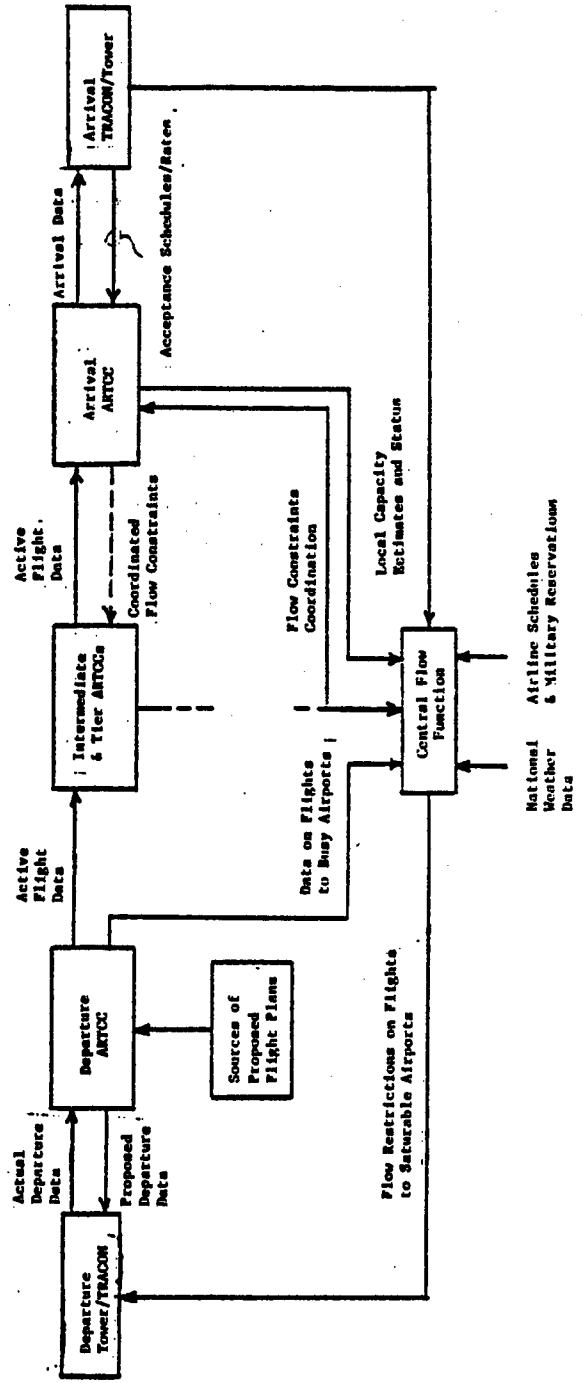 Departure
Tower/TRACON
Actual
Departure
Data
Proposed
Departure
Data
Departure
ARTCC
Sources of
Proposed
Flight Plans
Active
Flight
Data
Intermediate
& Tier ARTCCs
Active
Flight
Data
Coordinated
Flow Constraints
Arrival
ARTCC
Arrival Data
Acceptance Schedules/Rates
Arrival
TRACON/Tower
Data on Flights
to Busy Airports
Flow Constraints
Coordination
Local Capacity
Estimates and Status
Flow Restrictions on Flights
to Saturable Airports
Central Flow
Function
National
Weather
Data
Airline Schedules
& Military Reservations